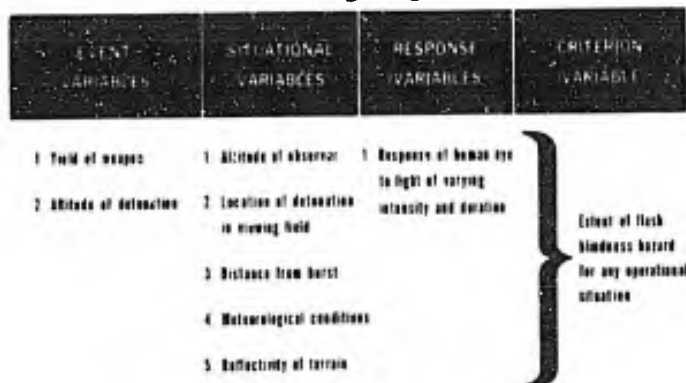 EVENT
VARIABLES
SITUATIONAL
VARIABLES
RESPONSE
VARIABLES
CRITERION
VARIABLE
1 Yield of weapon
2 Altitude of detonation
1 Altitude of observer
2 Location of detonation
in viewing field
3 Distance from burst
4 Meteorological conditions
5 Reflectivity of terrain
1 Response of human eye
to light of varying
intensity and duration
Extent of flash
blindness hazard
for any operational
situation